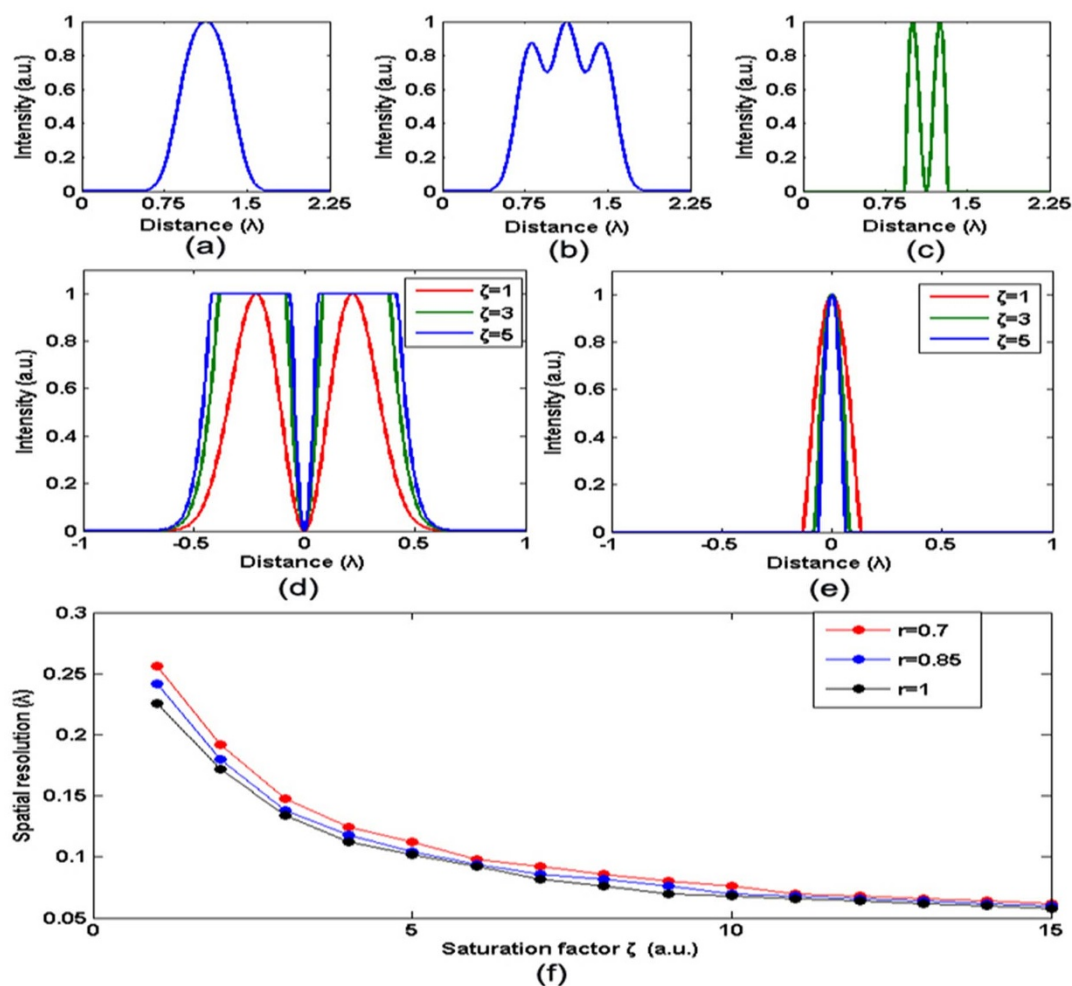 Intensity (a.u.)
1
0.8
0.6
0.4
0.2
0
0 0.75 1.5 2.25
Distance (λ)
(a)
Intensity (a.u.)
1
0.8
0.6
0.4
0.2
0
0 0.75 1.5 2.25
Distance (λ)
(b)
Intensity (a.u.)
1
0.8
0.6
0.4
0.2
0
0 0.75 1.5 2.25
Distance (λ)
(c)
Intensity (a.u.)
1
0.8
0.6
0.4
0.2
0
-1 -0.5 0 0.5 1
Distance (λ)
ζ=1
ζ=3
ζ=5
(d)
Intensity (a.u.)
1
0.8
0.6
0.4
0.2
0
-1 -0.5 0 0.5 1
Distance (λ)
ζ=1
ζ=3
ζ=5
(e)
Spatial resolution (λ)
0.3
0.25
0.2
0.15
0.1
0.05
0 5 10 15
Saturation factor ζ (a.u.)
r=0.7
r=0.85
r=1
(f)